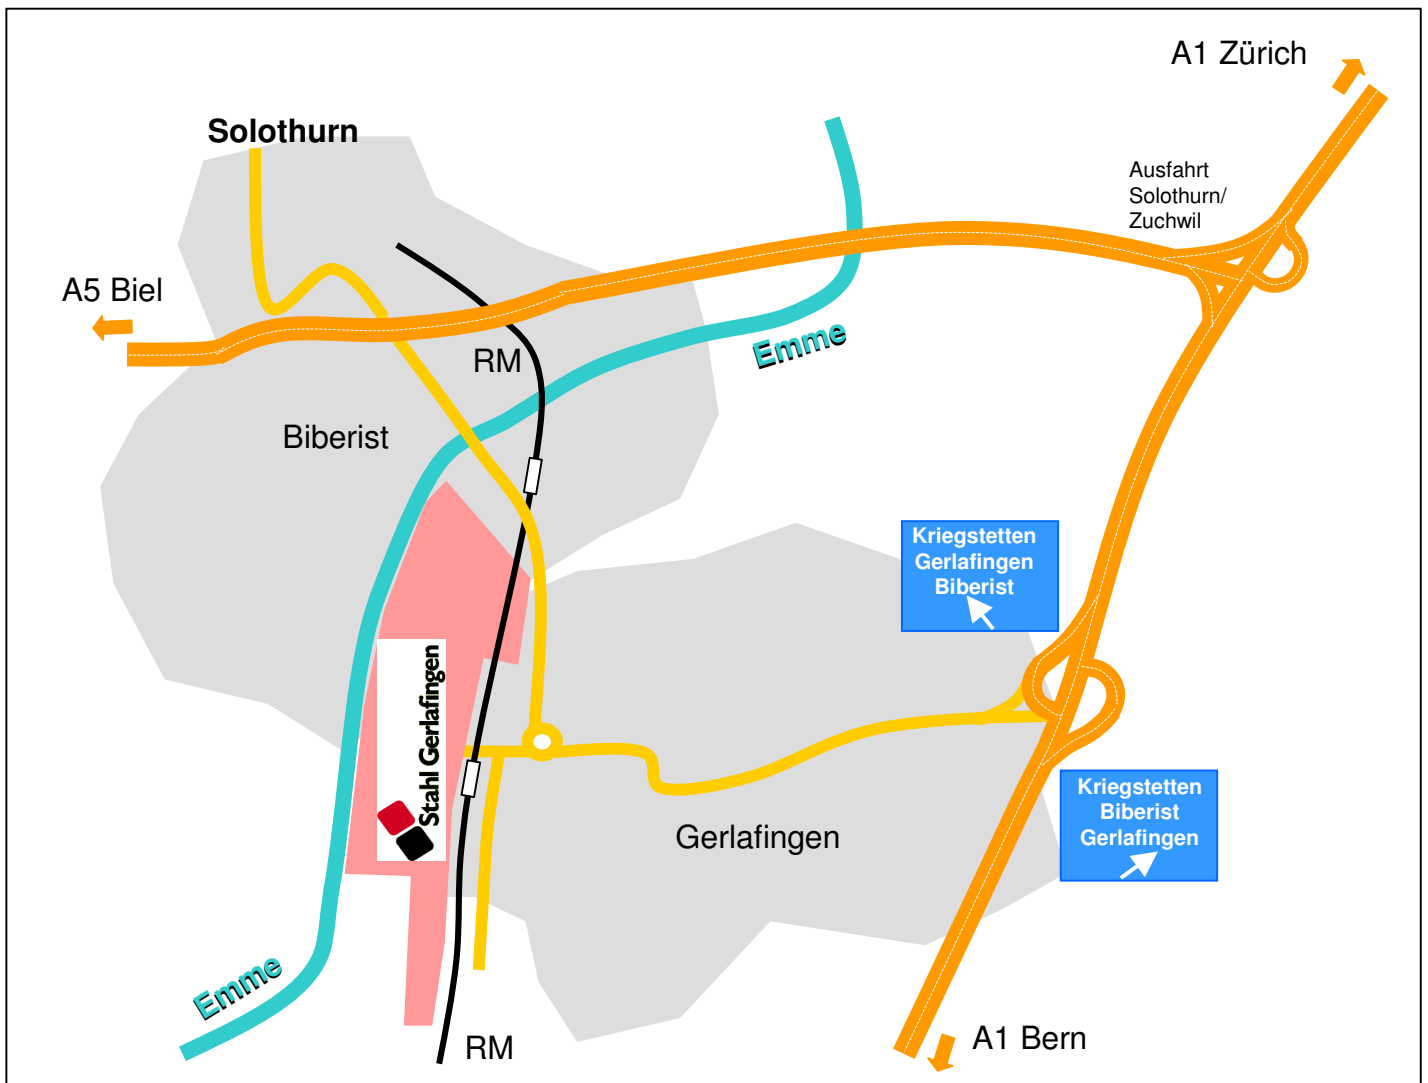 A1 Zürich
Solothurn
Ausfahrt
Solothurn/
Zuchwil
A5 Biel
Emme
RM
Biberist
Kriegstetten
Gerlafingen
Biberist
Stahl Gerlafingen
Kriegstetten
Biberist
Gerlafingen
Gerlafingen
Emme
RM
A1 Bern